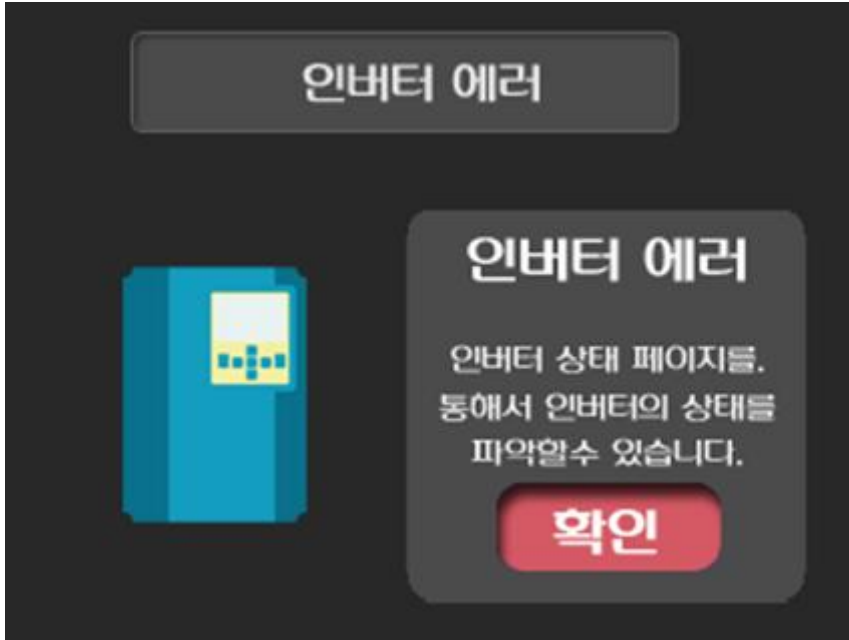 인버터 에러
인버터 에러
인버터 상태 페이지를.
통해서 인버터의 상태를
파악할수 있습니다.
확인